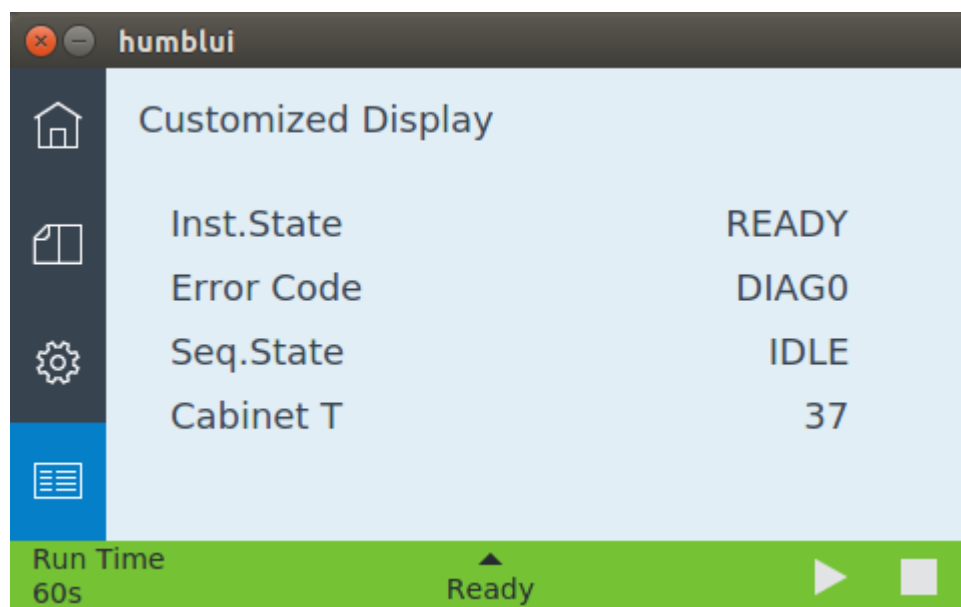 humblui
Customized Display
Inst.State READY
Error Code DIAG0
Seq.State IDLE
Cabinet T 37
Run Time
60s
Ready